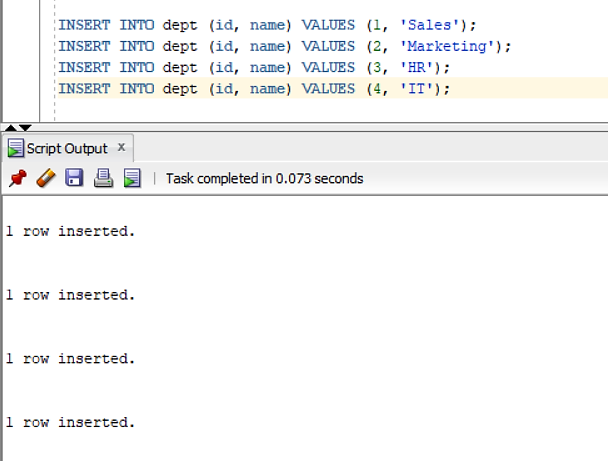 INSERT INTO dept (id, name) VALUES (1, 'Sales');
INSERT INTO dept (id, name) VALUES (2, 'Marketing');
INSERT INTO dept (id, name) VALUES (3, 'HR');
INSERT INTO dept (id, name) VALUES (4, 'IT');
Script Output x
Task completed in 0.073 seconds
1 row inserted.
1 row inserted.
1 row inserted.
1 row inserted.